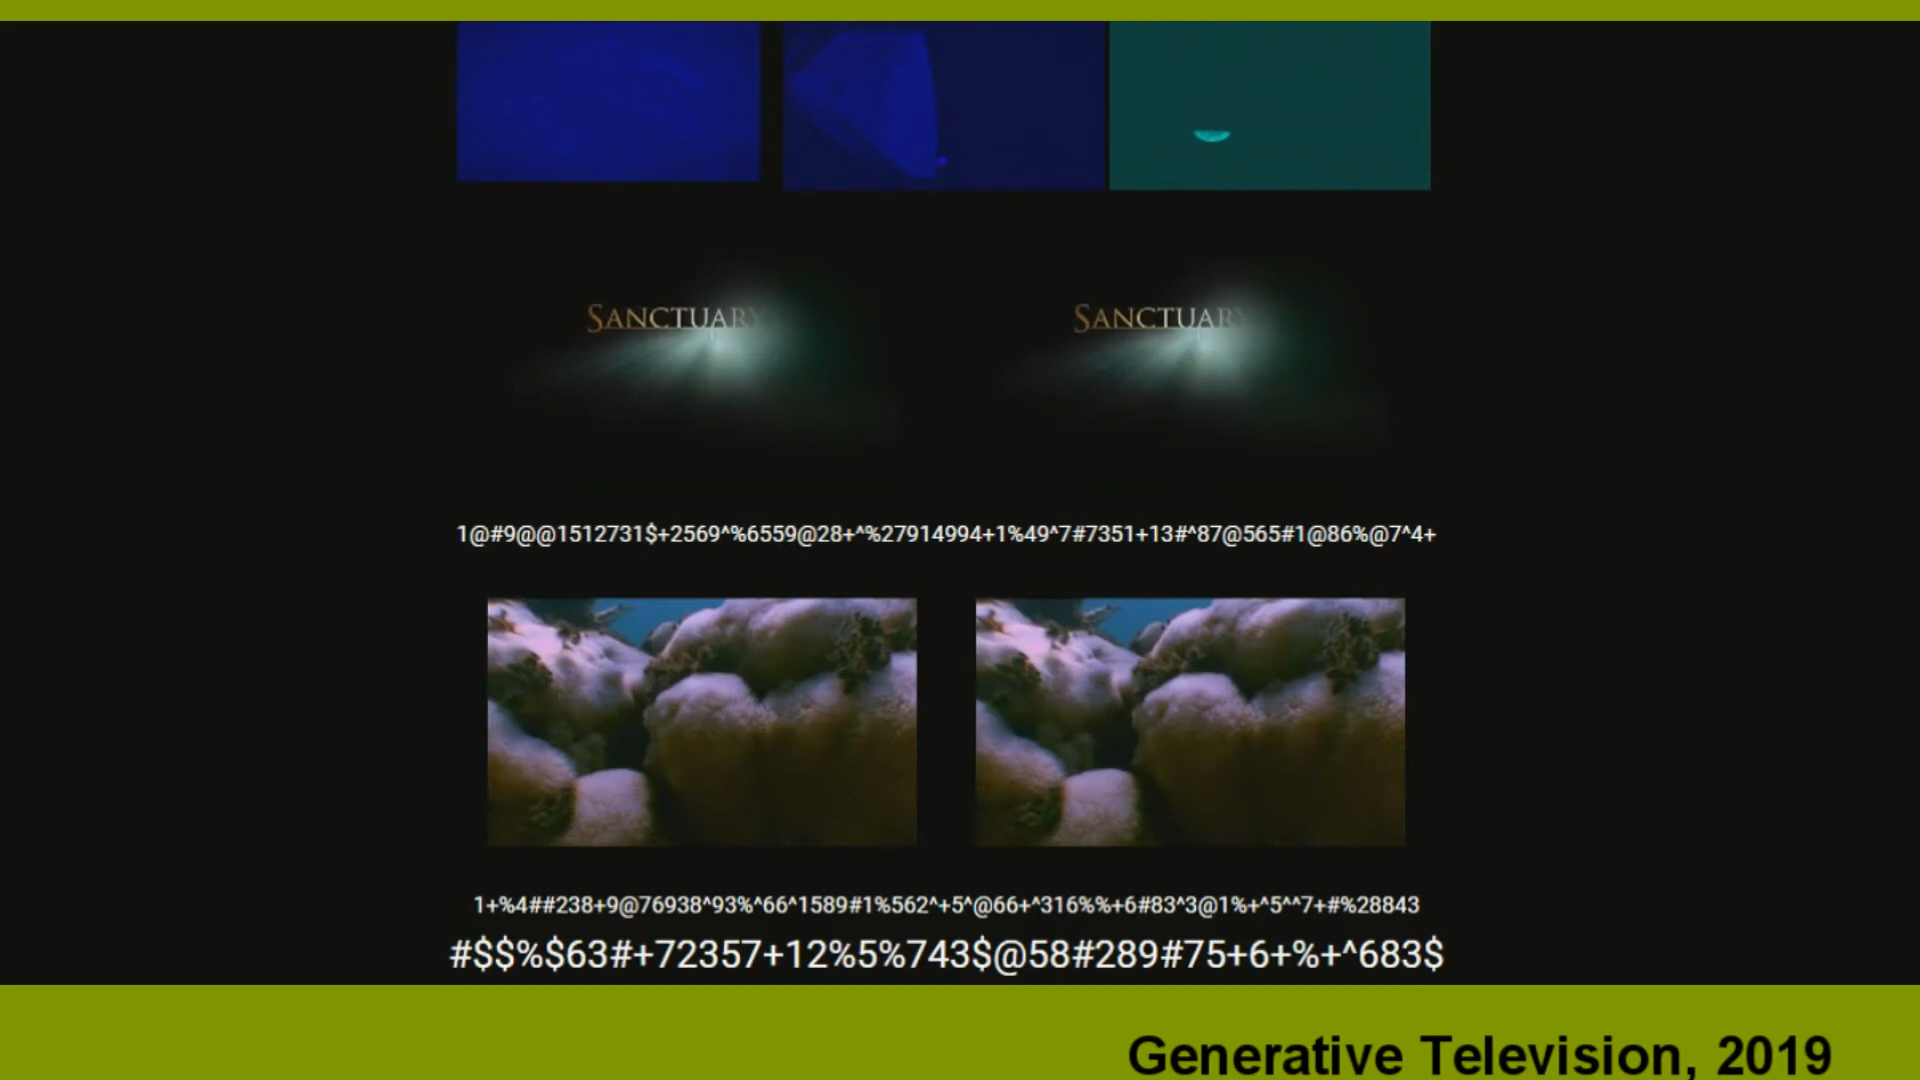 SANCTUARY SANCTUARY
1@#9@@1512731$+2569^%6559@28+^%27914994+1%49^7#7351+13#^87@565#1@86%@7^4+
1+%4##238+9@76938^93%^66^1589#1%562^+5^@66+^316%%+6#83^3@1%+^5^^7+#%28843
#$$%$63#+72357+12%5%743$@58#289#75+6+%+^683$
Generative Television, 2019